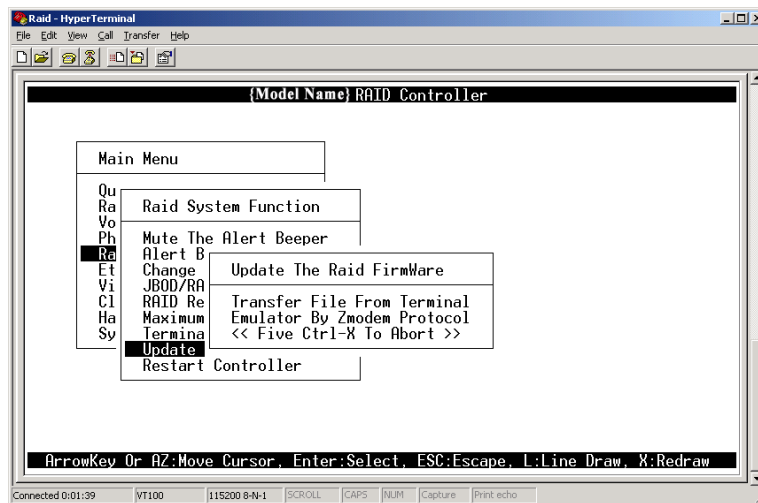 Raid - HyperTerminal
File Edit View Call Transfer Help
{Model Name} RAID Controller
Main Menu
Qu
Ra
Raid System Function
Vo
Ph
Mute The Alert Beeper
Ra
Alert B
Et
Change
Update The Raid FirmWare
Vi
JBOD/RA
Cl
RAID Re
Transfer File From Terminal
Ha
Maximum
Emulator By Zmodem Protocol
Sy
Termina
<< Five Ctrl-X To Abort >>
Update
Restart Controller
ArrowKey Or AZ:Move Cursor, Enter:Select, ESC:Escape, L:Line Draw, X:Redraw
Connected 0:01:39 VT100 115200 8-N-1 SCROLL CAPS NUM Capture Print echo